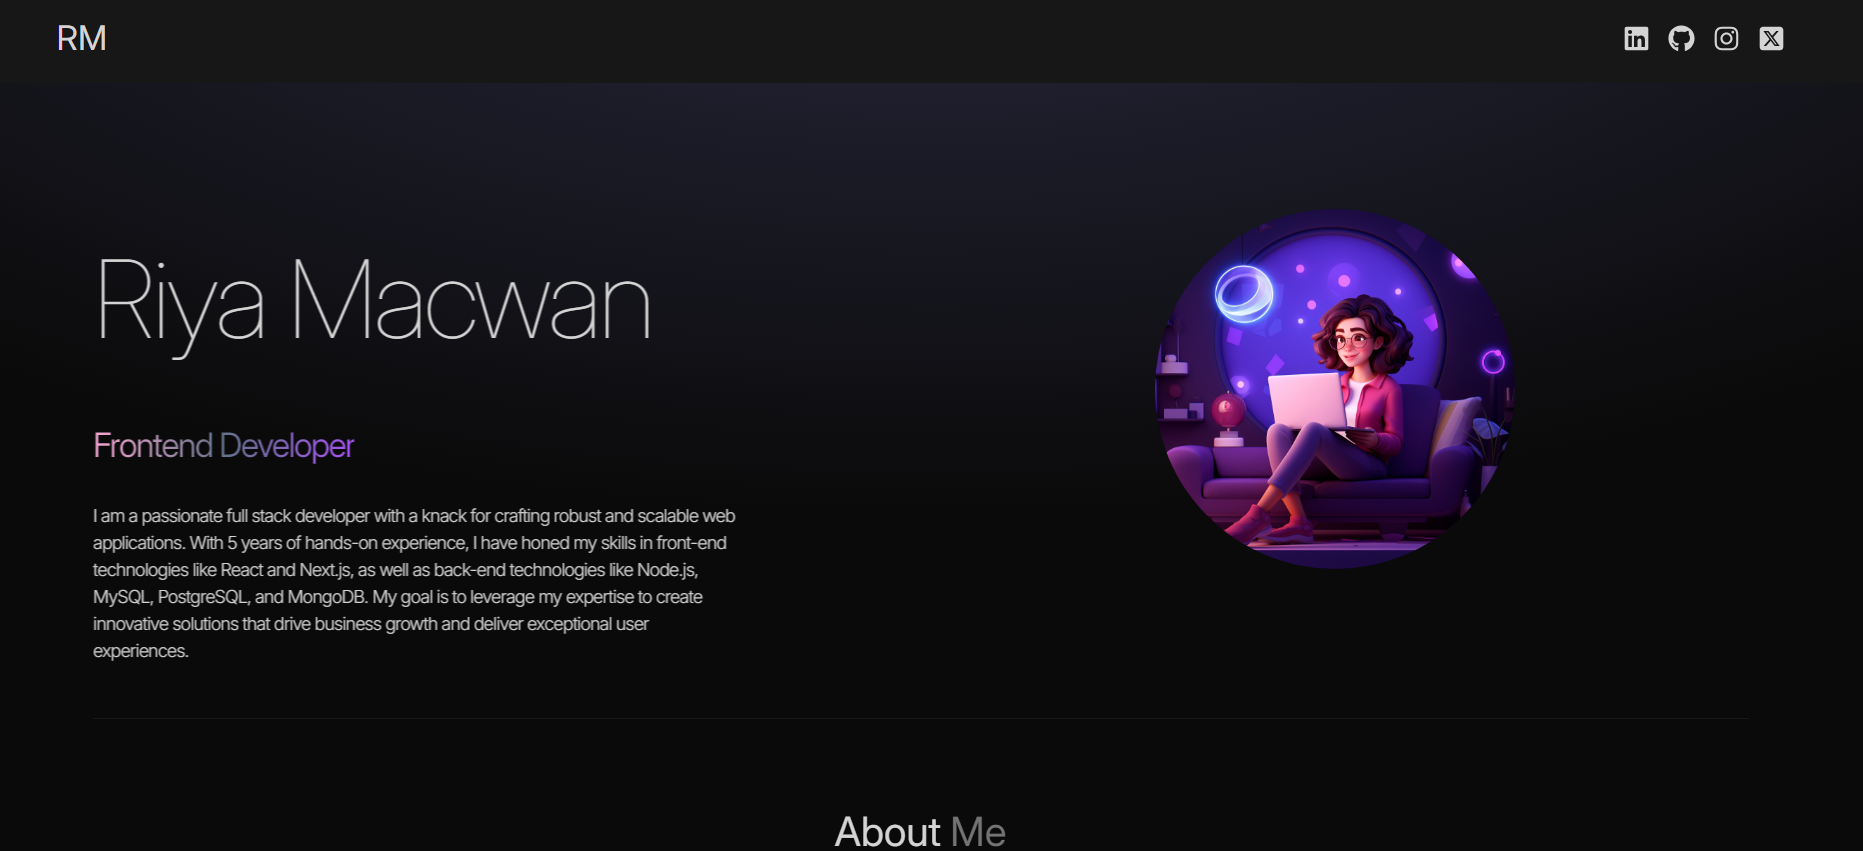 RM
Riya Macwan
Frontend Developer
I am a passionate full stack developer with a knack for crafting robust and scalable web
applications. With 5 years of hands-on experience, I have honed my skills in front-end
technologies like React and Next.js, as well as back-end technologies like Node.js,
MySQL, PostgreSQL, and MongoDB. My goal is to leverage my expertise to create
innovative solutions that drive business growth and deliver exceptional user
experiences.
About Me